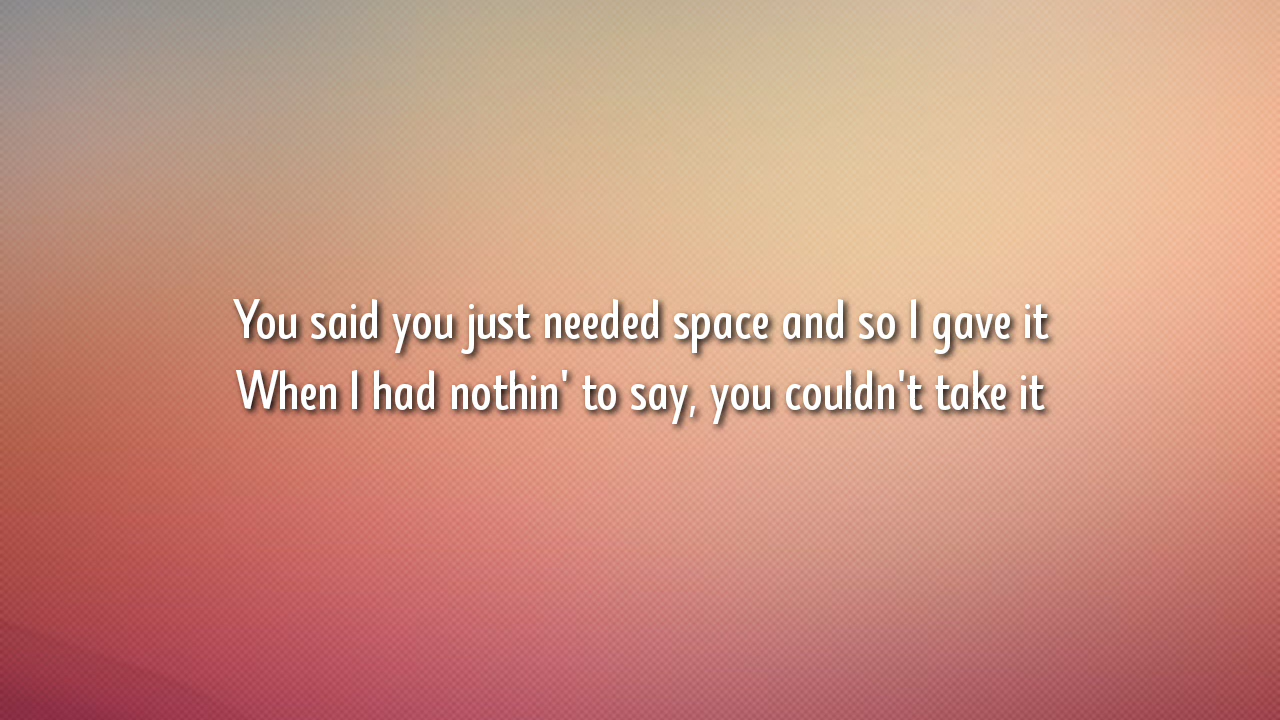 You said you just needed space and so I gave it
When I had nothin' to say, you couldn't take it